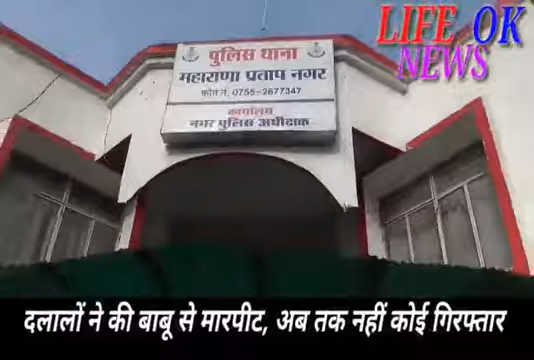 LIFE OK
NEWS
पुलिस थाना
महाराणा प्रताप नगर
फोन नं. 0755-2677347
कार्यालय
नगर पुलिस अधीक्षक
दलालों ने की बाबू से मारपीट, अब तक नहीं कोई गिरफ्तार